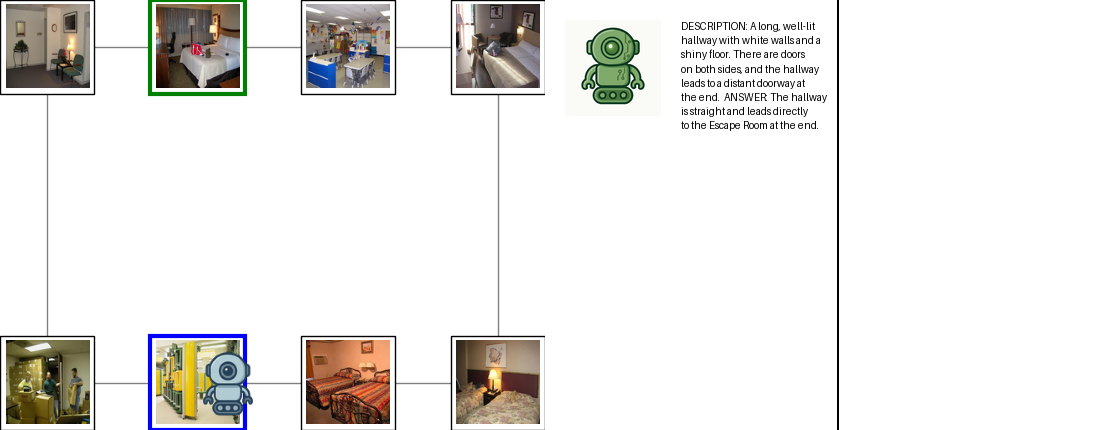 DESCRIPTION: A long, well-lit
hallway with white walls and a
shiny floor. There are doors
on both sides, and the hallway
leads to a distant doorway at
the end.  ANSWER: The hallway
is straight and leads directly
to the Escape Room at the end.